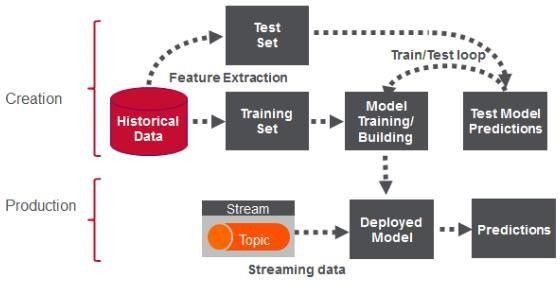 Test
Set
Train/Test loop
Feature Extraction
Creation
Historical
Data
Training
Set
Model
Training/
Building
Test Model
Predictions
Production
Stream
Topic
Deployed
Model
Predictions
Streaming data